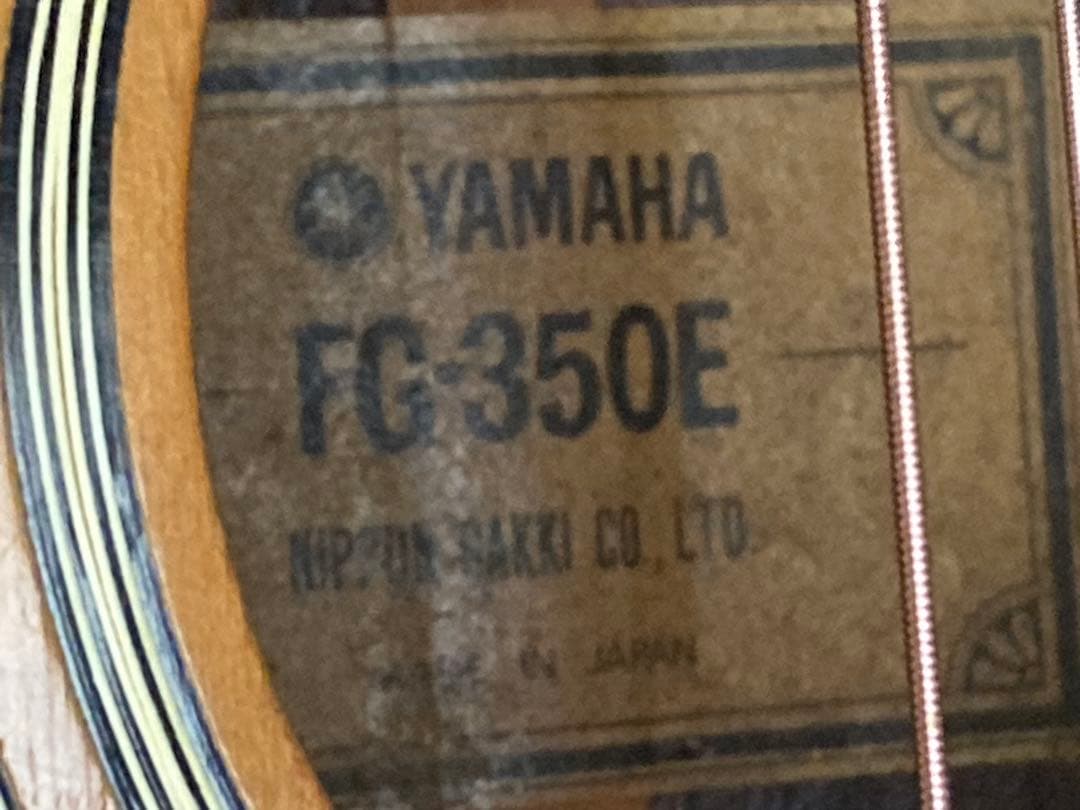 YAMAHA
FG-350E
NIPPON GAKKI CO., LTD.
MADE IN JAPAN